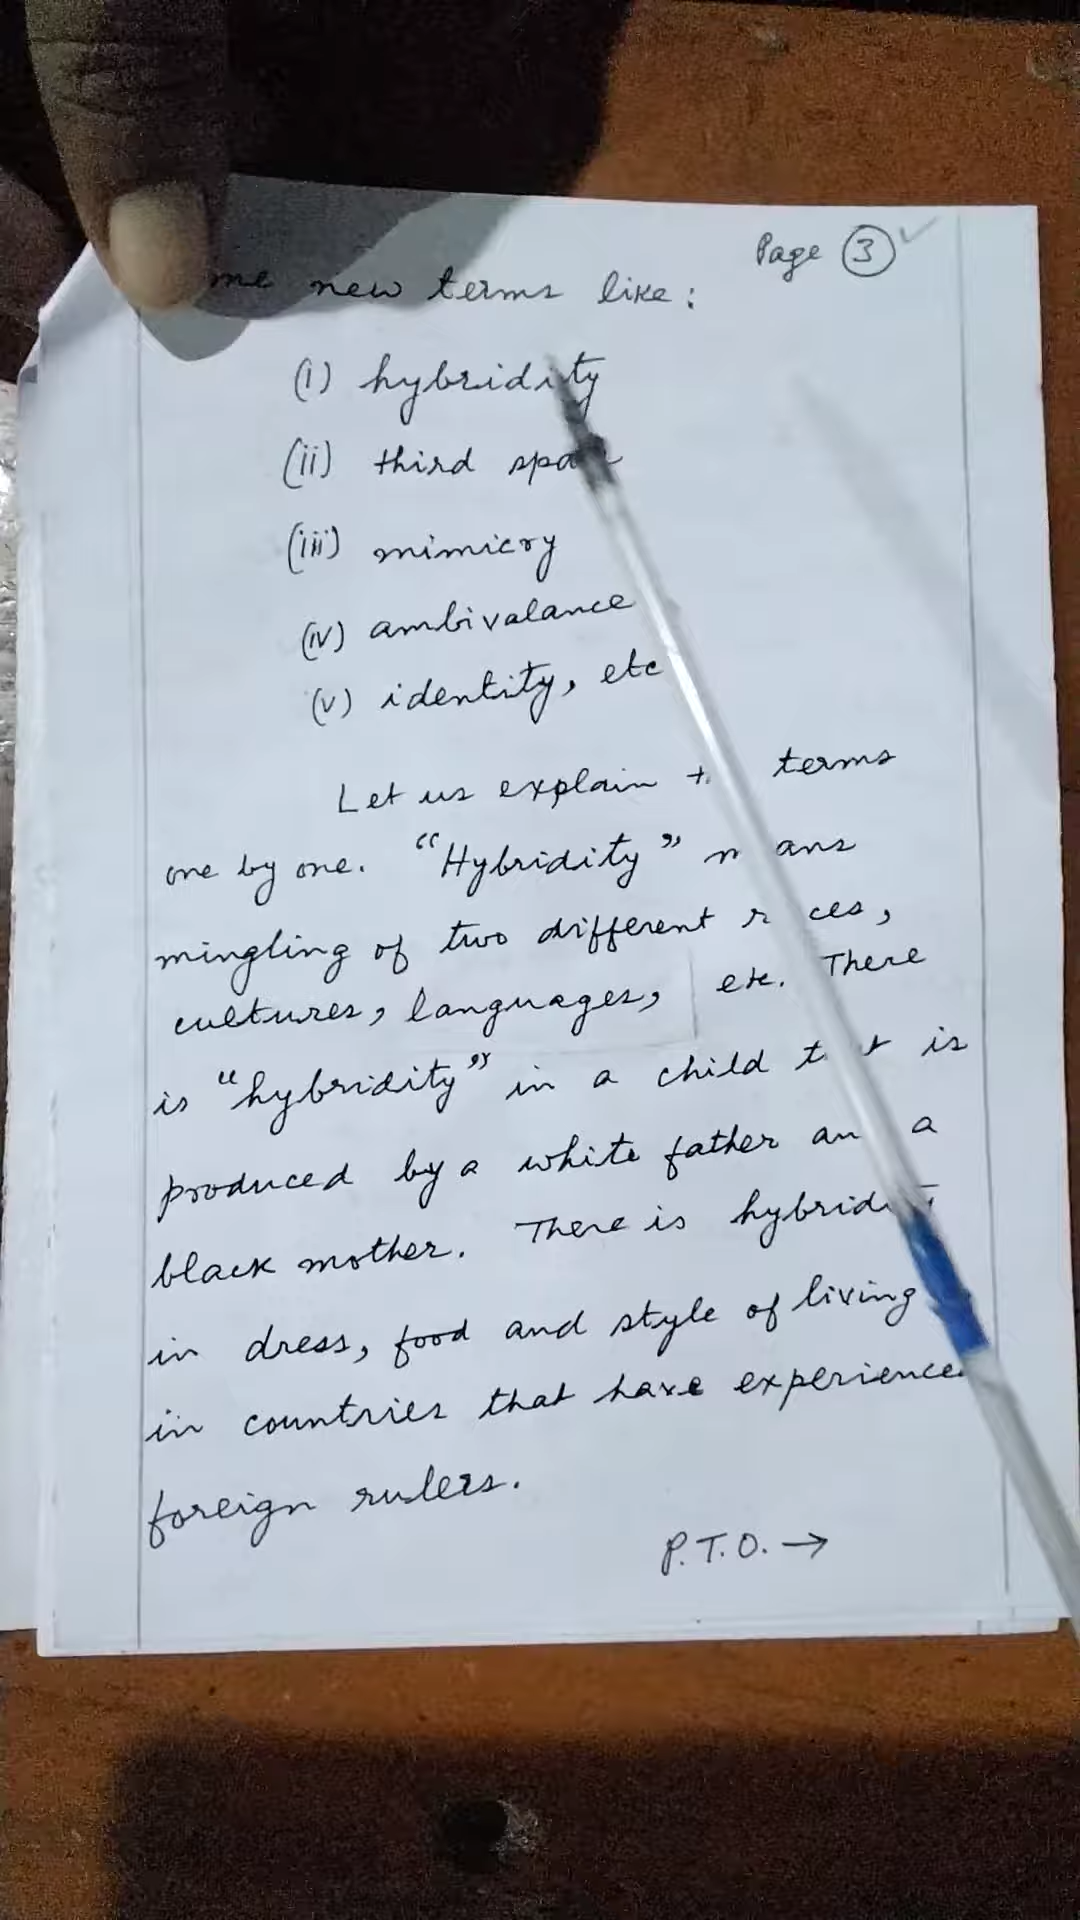 Page 3
me new terms like:
(i) hybridity
(ii) third
(iii) mimicry
(iv) ambivalance
(v) identity, etc
Let us explain terms
one by one. "Hybridity" m ans
mingling of two different r ces,
cultures, languages, etc. There
is "hybridity" in a child t t is
produced by a white father an a
black mother. There is hybrid
in dress, food and style of living
in countries that have experience
foreign rulers.
P.T.O. →